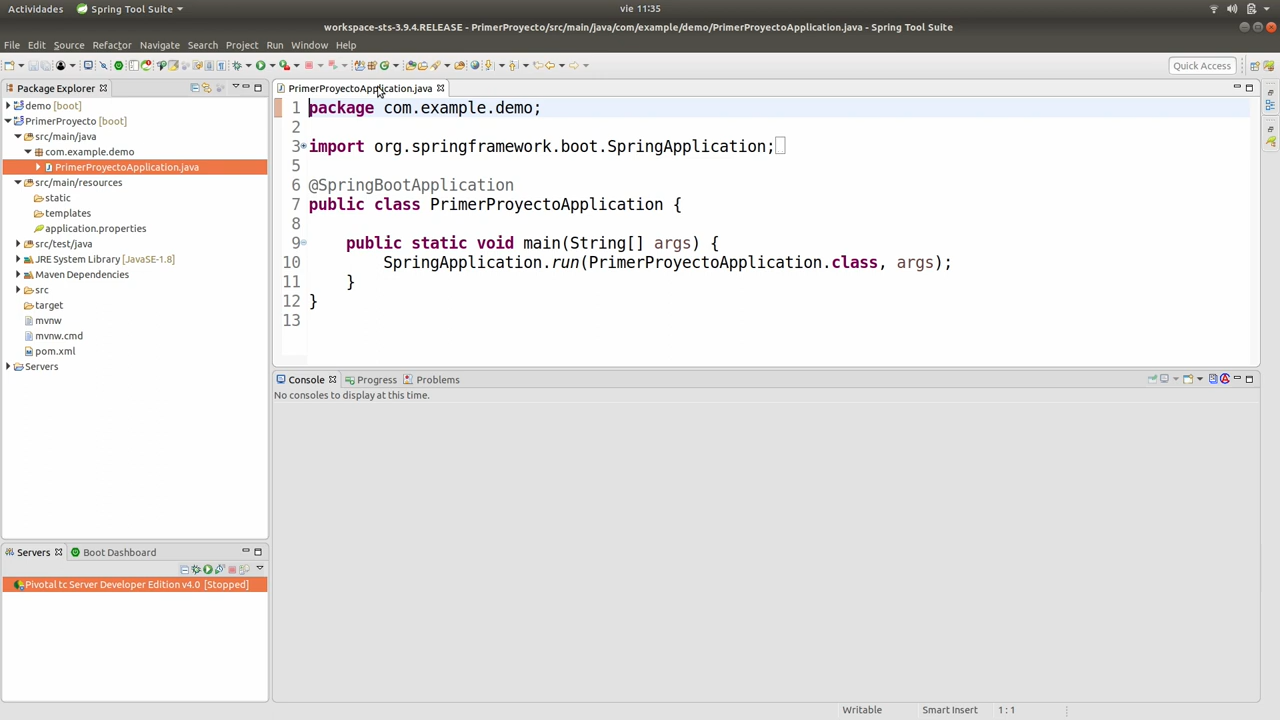 Actividades Spring Tool Suite vie 11:35
workspace-sts-3.9.4.RELEASE - PrimerProyecto/src/main/java/com/example/demo/PrimerProyectoApplication.java - Spring Tool Suite
File Edit Source Refactor Navigate Search Project Run Window Help
Quick Access
Package Explorer
demo [boot]
PrimerProyecto [boot]
src/main/java
com.example.demo
PrimerProyectoApplication.java
src/main/resources
static
templates
application.properties
src/test/java
JRE System Library [JavaSE-1.8]
Maven Dependencies
src
target
mvnw
mvnw.cmd
pom.xml
Servers
PrimerProyectoApplication.java
1 package com.example.demo;
2
3 import org.springframework.boot.SpringApplication;
5
6 @SpringBootApplication
7 public class PrimerProyectoApplication {
8
9 public static void main(String[] args) {
10 SpringApplication.run(PrimerProyectoApplication.class, args);
11 }
12 }
13
Console Progress Problems
No consoles to display at this time.
Servers Boot Dashboard
Pivotal tc Server Developer Edition v4.0 [Stopped]
Writable Smart Insert 1 : 1